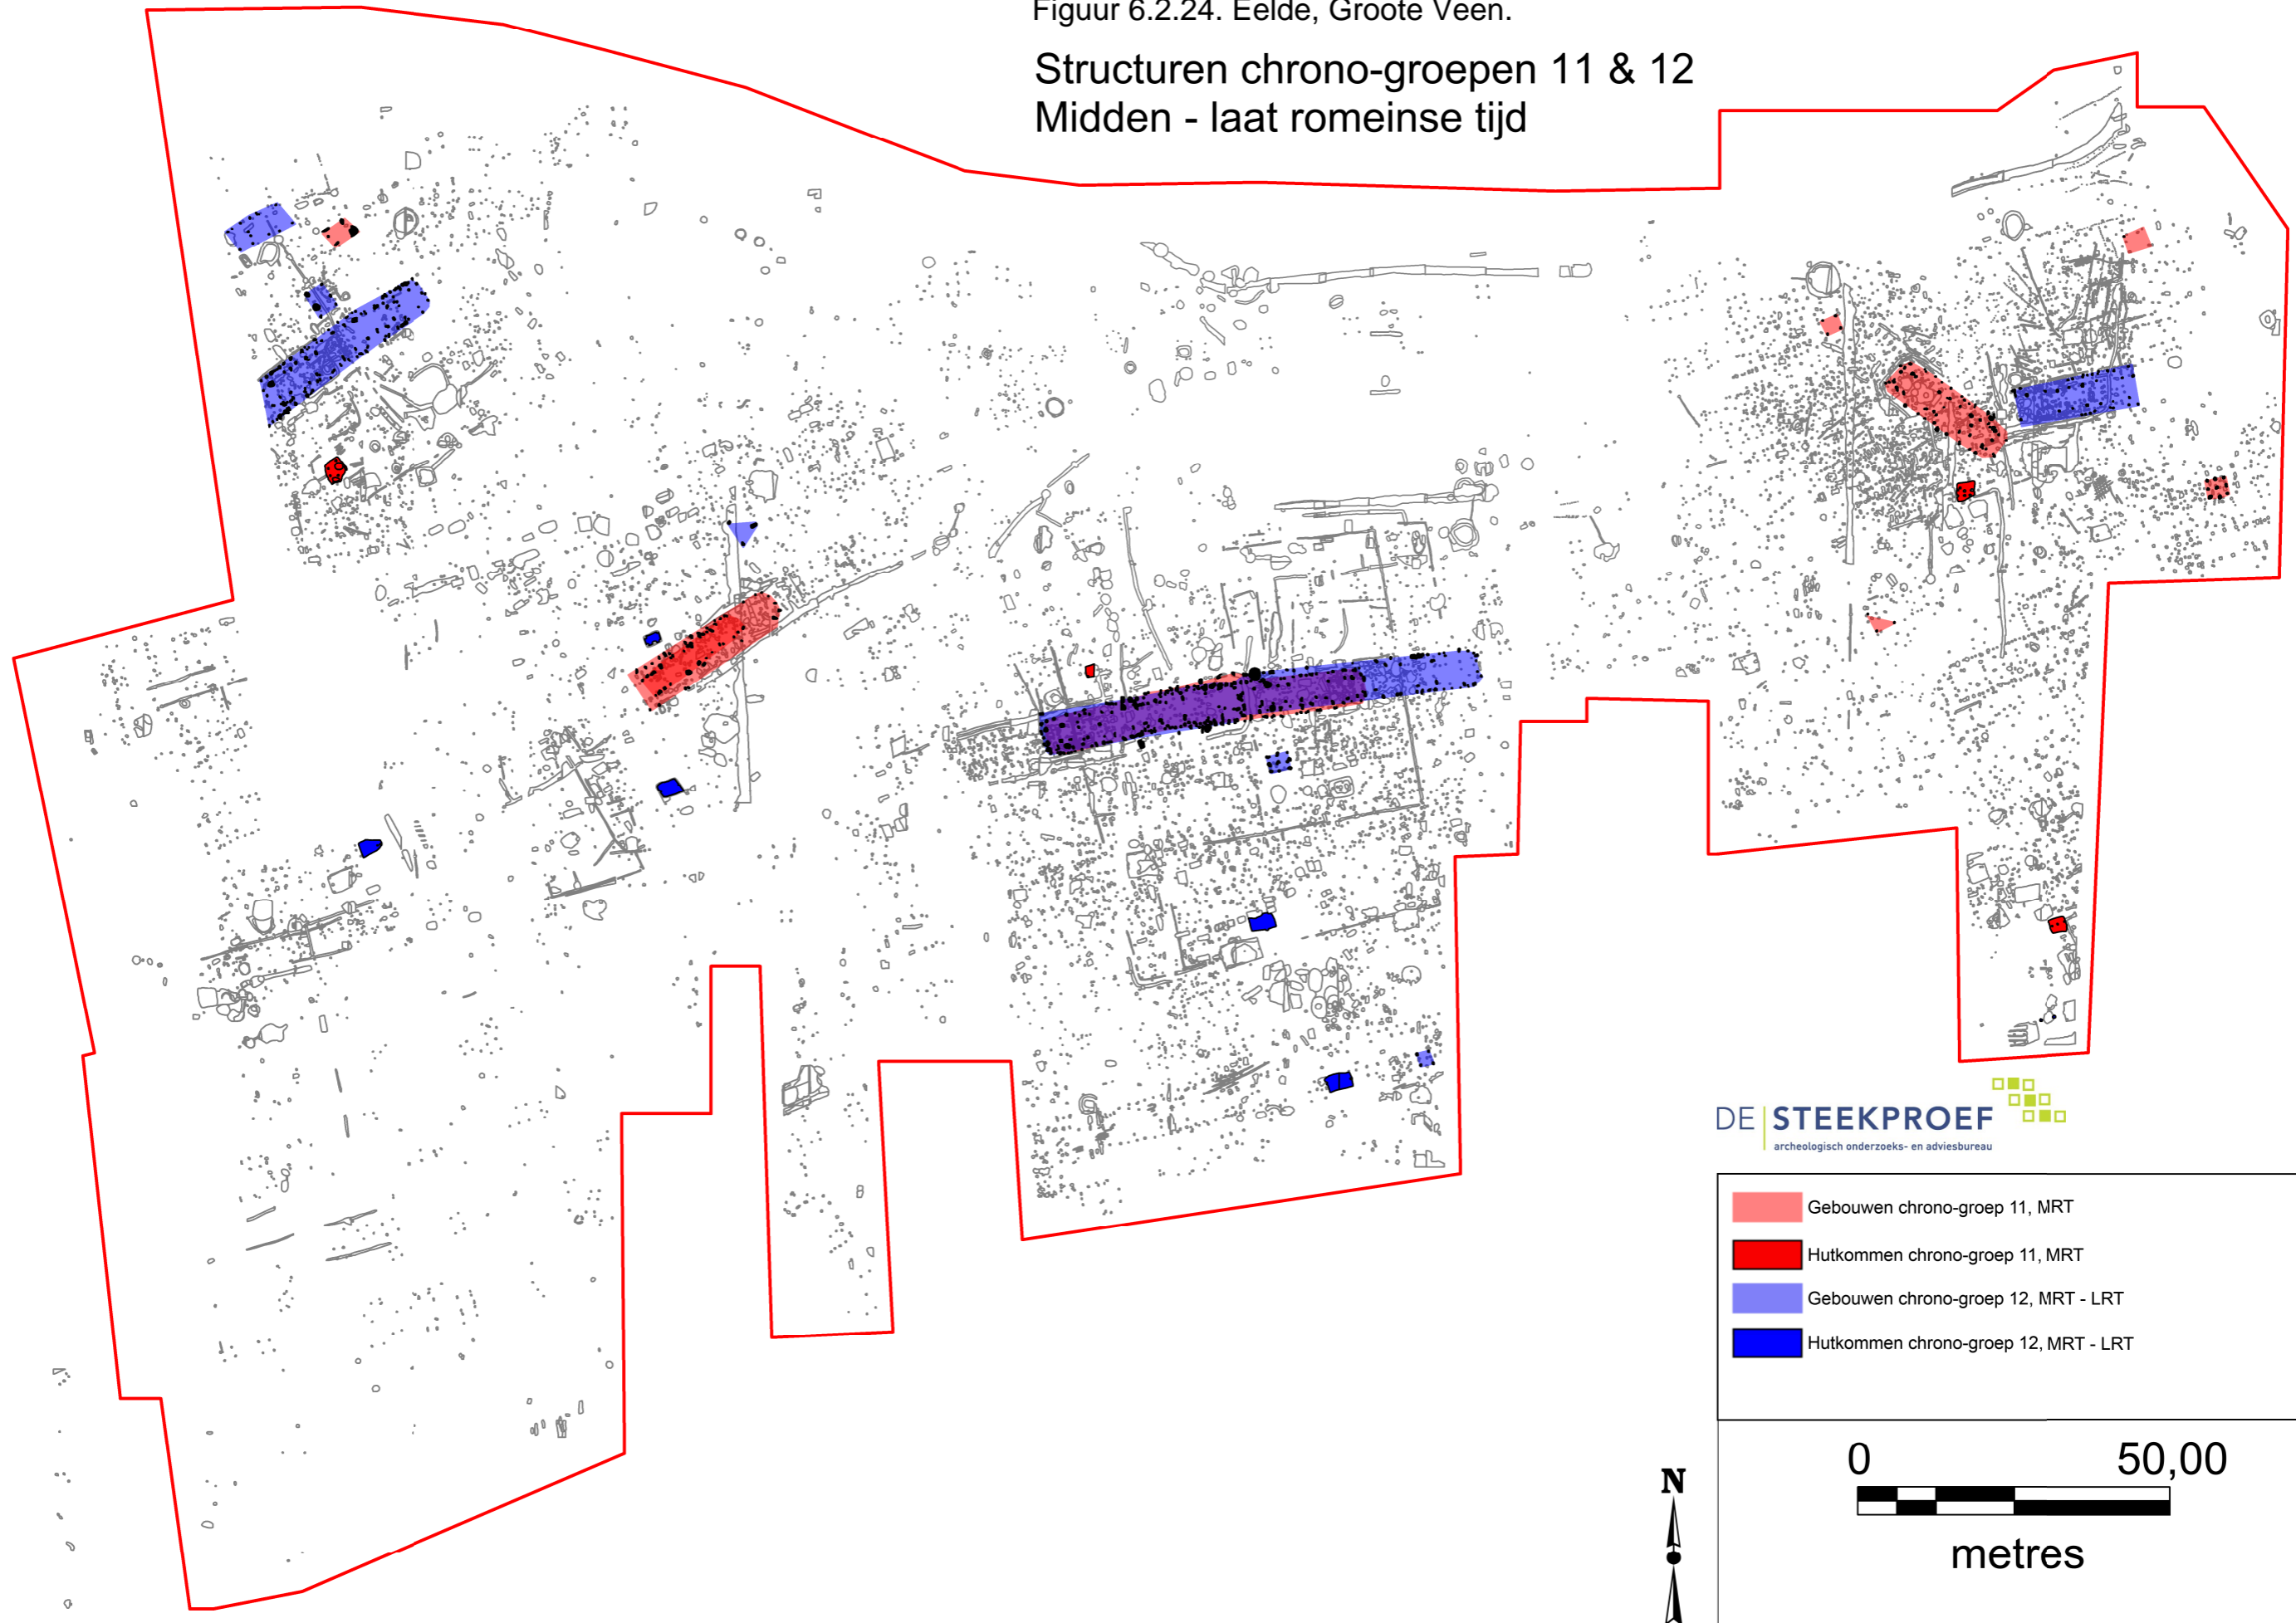 Figuur 6.2.24. Eelde, Groote Veen.
Structuren chrono-groepen 11 & 12
Midden - laat romeinse tijd
DE STEEKPROEF
archeologisch onderzoeks- en adviesbureau
Gebouwen chrono-groep 11, MRT
Hutkommen chrono-groep 11, MRT
Gebouwen chrono-groep 12, MRT - LRT
Hutkommen chrono-groep 12, MRT - LRT
0 50,00
metres
N